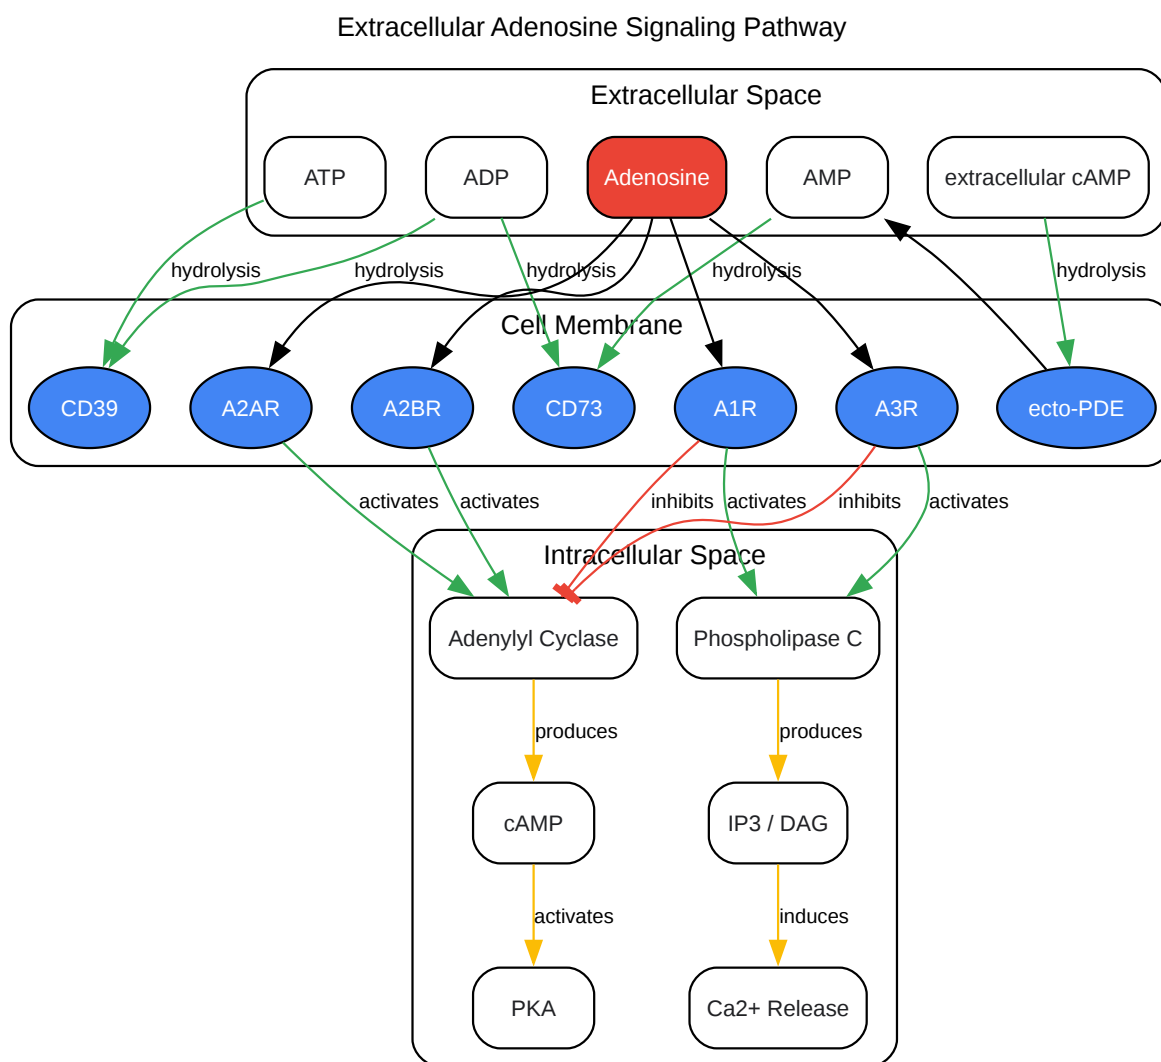 Extracellular Adenosine Signaling Pathway
Extracellular Space
ATP
ADP
Adenosine
AMP
extracellular cAMP
hydrolysis
hydrolysis
hydrolysis
hydrolysis
hydrolysis
Cell Membrane
CD39
A2AR
A2BR
CD73
A1R
A3R
ecto-PDE
activates
activates
inhibits
activates
inhibits
activates
Intracellular Space
Adenylyl Cyclase
Phospholipase C
produces
produces
cAMP
IP3 / DAG
activates
induces
PKA
Ca2+ Release